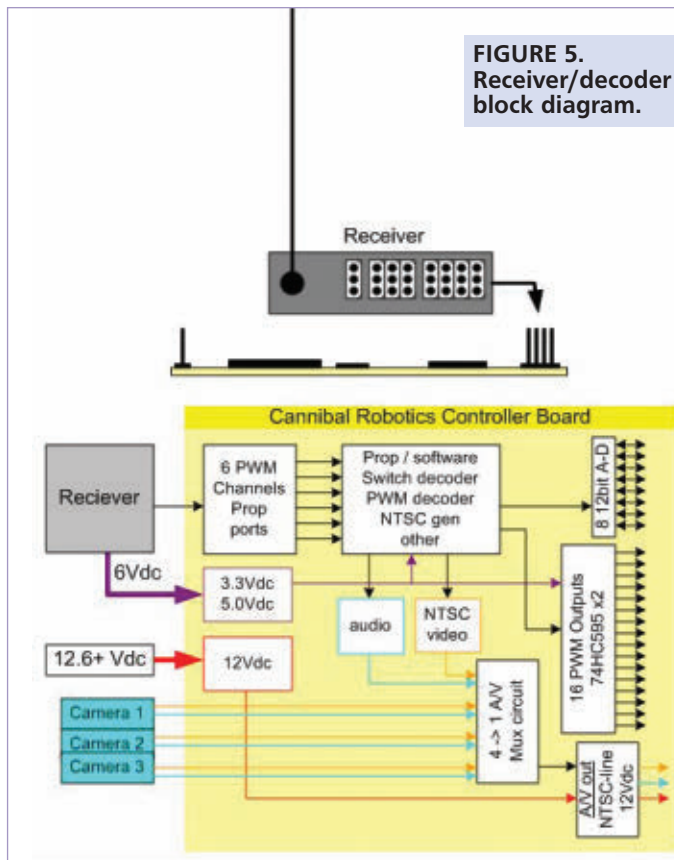 FIGURE 5.
Receiver/decoder
block diagram.
Receiver
Cannibal Robotics Controller Board
Reciever
6 PWM
Channels
Prop
ports
Prop / software
Switch decoder
PWM decoder
NTSC gen
other
8 12bit A-D
6Vdc
3.3Vdc
5.0Vdc
audio
NTSC
video
16 PWM Outputs
74HC595 x2
12.6+ Vdc
12Vdc
Camera 1
Camera 2
Camera 3
4 -> 1 A/V
Mux circuit
A/V out
NTSC-line
12Vdc